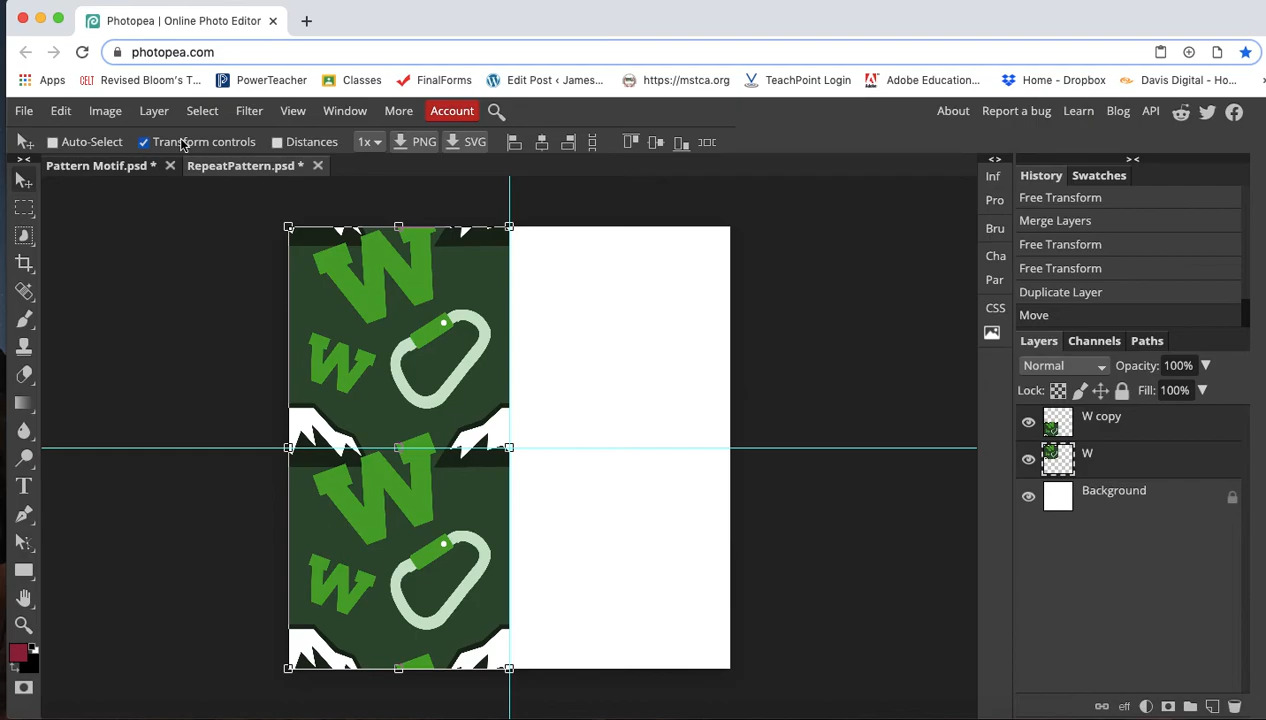 Photopea | Online Photo Editor
photopea.com
Apps Revised Bloom's T... PowerTeacher Classes FinalForms Edit Post ‹ James... https://mstca.org TeachPoint Login Adobe Education... Home - Dropbox Davis Digital - Ho...
File Edit Image Layer Select Filter View Window More Account About Report a bug Learn Blog API
Auto-Select Transform controls Distances 1x PNG SVG
Pattern Motif.psd * RepeatPattern.psd *
Inf
Pro
Bru
Cha
Par
CSS
History Swatches
Free Transform
Merge Layers
Free Transform
Free Transform
Duplicate Layer
Move
Layers Channels Paths
Normal Opacity: 100%
Lock: Fill: 100%
W copy
W
Background
eff
W
W
W
W